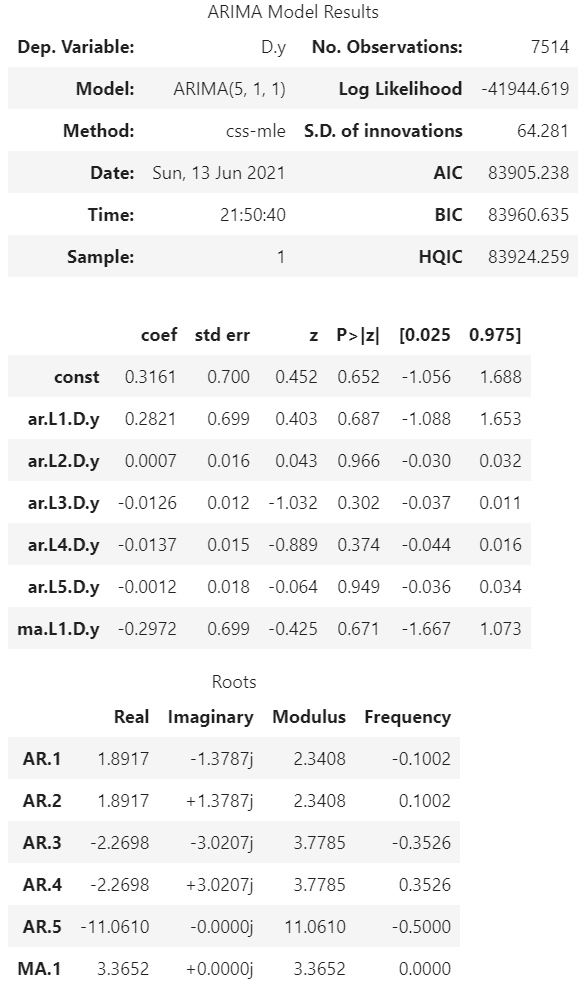 ARIMA Model Results
Dep. Variable: D.y No. Observations: 7514
Model: ARIMA(5, 1, 1) Log Likelihood -41944.619
Method: css-mle S.D. of innovations 64.281
Date: Sun, 13 Jun 2021 AIC 83905.238
Time: 21:50:40 BIC 83960.635
Sample: 1 HQIC 83924.259
coef std err z P>|z| [0.025 0.975]
const 0.3161 0.700 0.452 0.652 -1.056 1.688
ar.L1.D.y 0.2821 0.699 0.403 0.687 -1.088 1.653
ar.L2.D.y 0.0007 0.016 0.043 0.966 -0.030 0.032
ar.L3.D.y -0.0126 0.012 -1.032 0.302 -0.037 0.011
ar.L4.D.y -0.0137 0.015 -0.889 0.374 -0.044 0.016
ar.L5.D.y -0.0012 0.018 -0.064 0.949 -0.036 0.034
ma.L1.D.y -0.2972 0.699 -0.425 0.671 -1.667 1.073
Roots
Real Imaginary Modulus Frequency
AR.1 1.8917 -1.3787j 2.3408 -0.1002
AR.2 1.8917 +1.3787j 2.3408 0.1002
AR.3 -2.2698 -3.0207j 3.7785 -0.3526
AR.4 -2.2698 +3.0207j 3.7785 0.3526
AR.5 -11.0610 -0.0000j 11.0610 -0.5000
MA.1 3.3652 +0.0000j 3.3652 0.0000